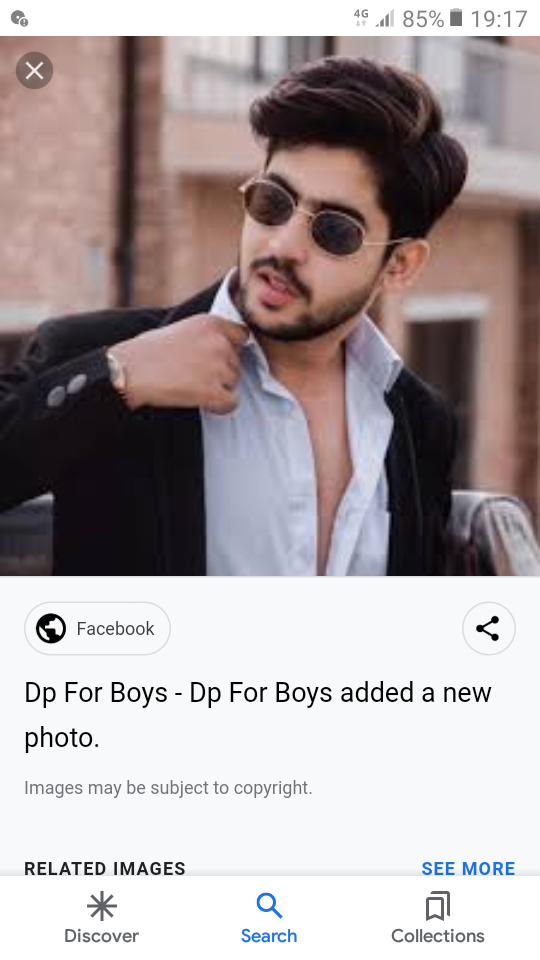 4G 85% 19:17
Facebook
Dp For Boys - Dp For Boys added a new
photo.
Images may be subject to copyright.
RELATED IMAGES SEE MORE
Discover Search Collections